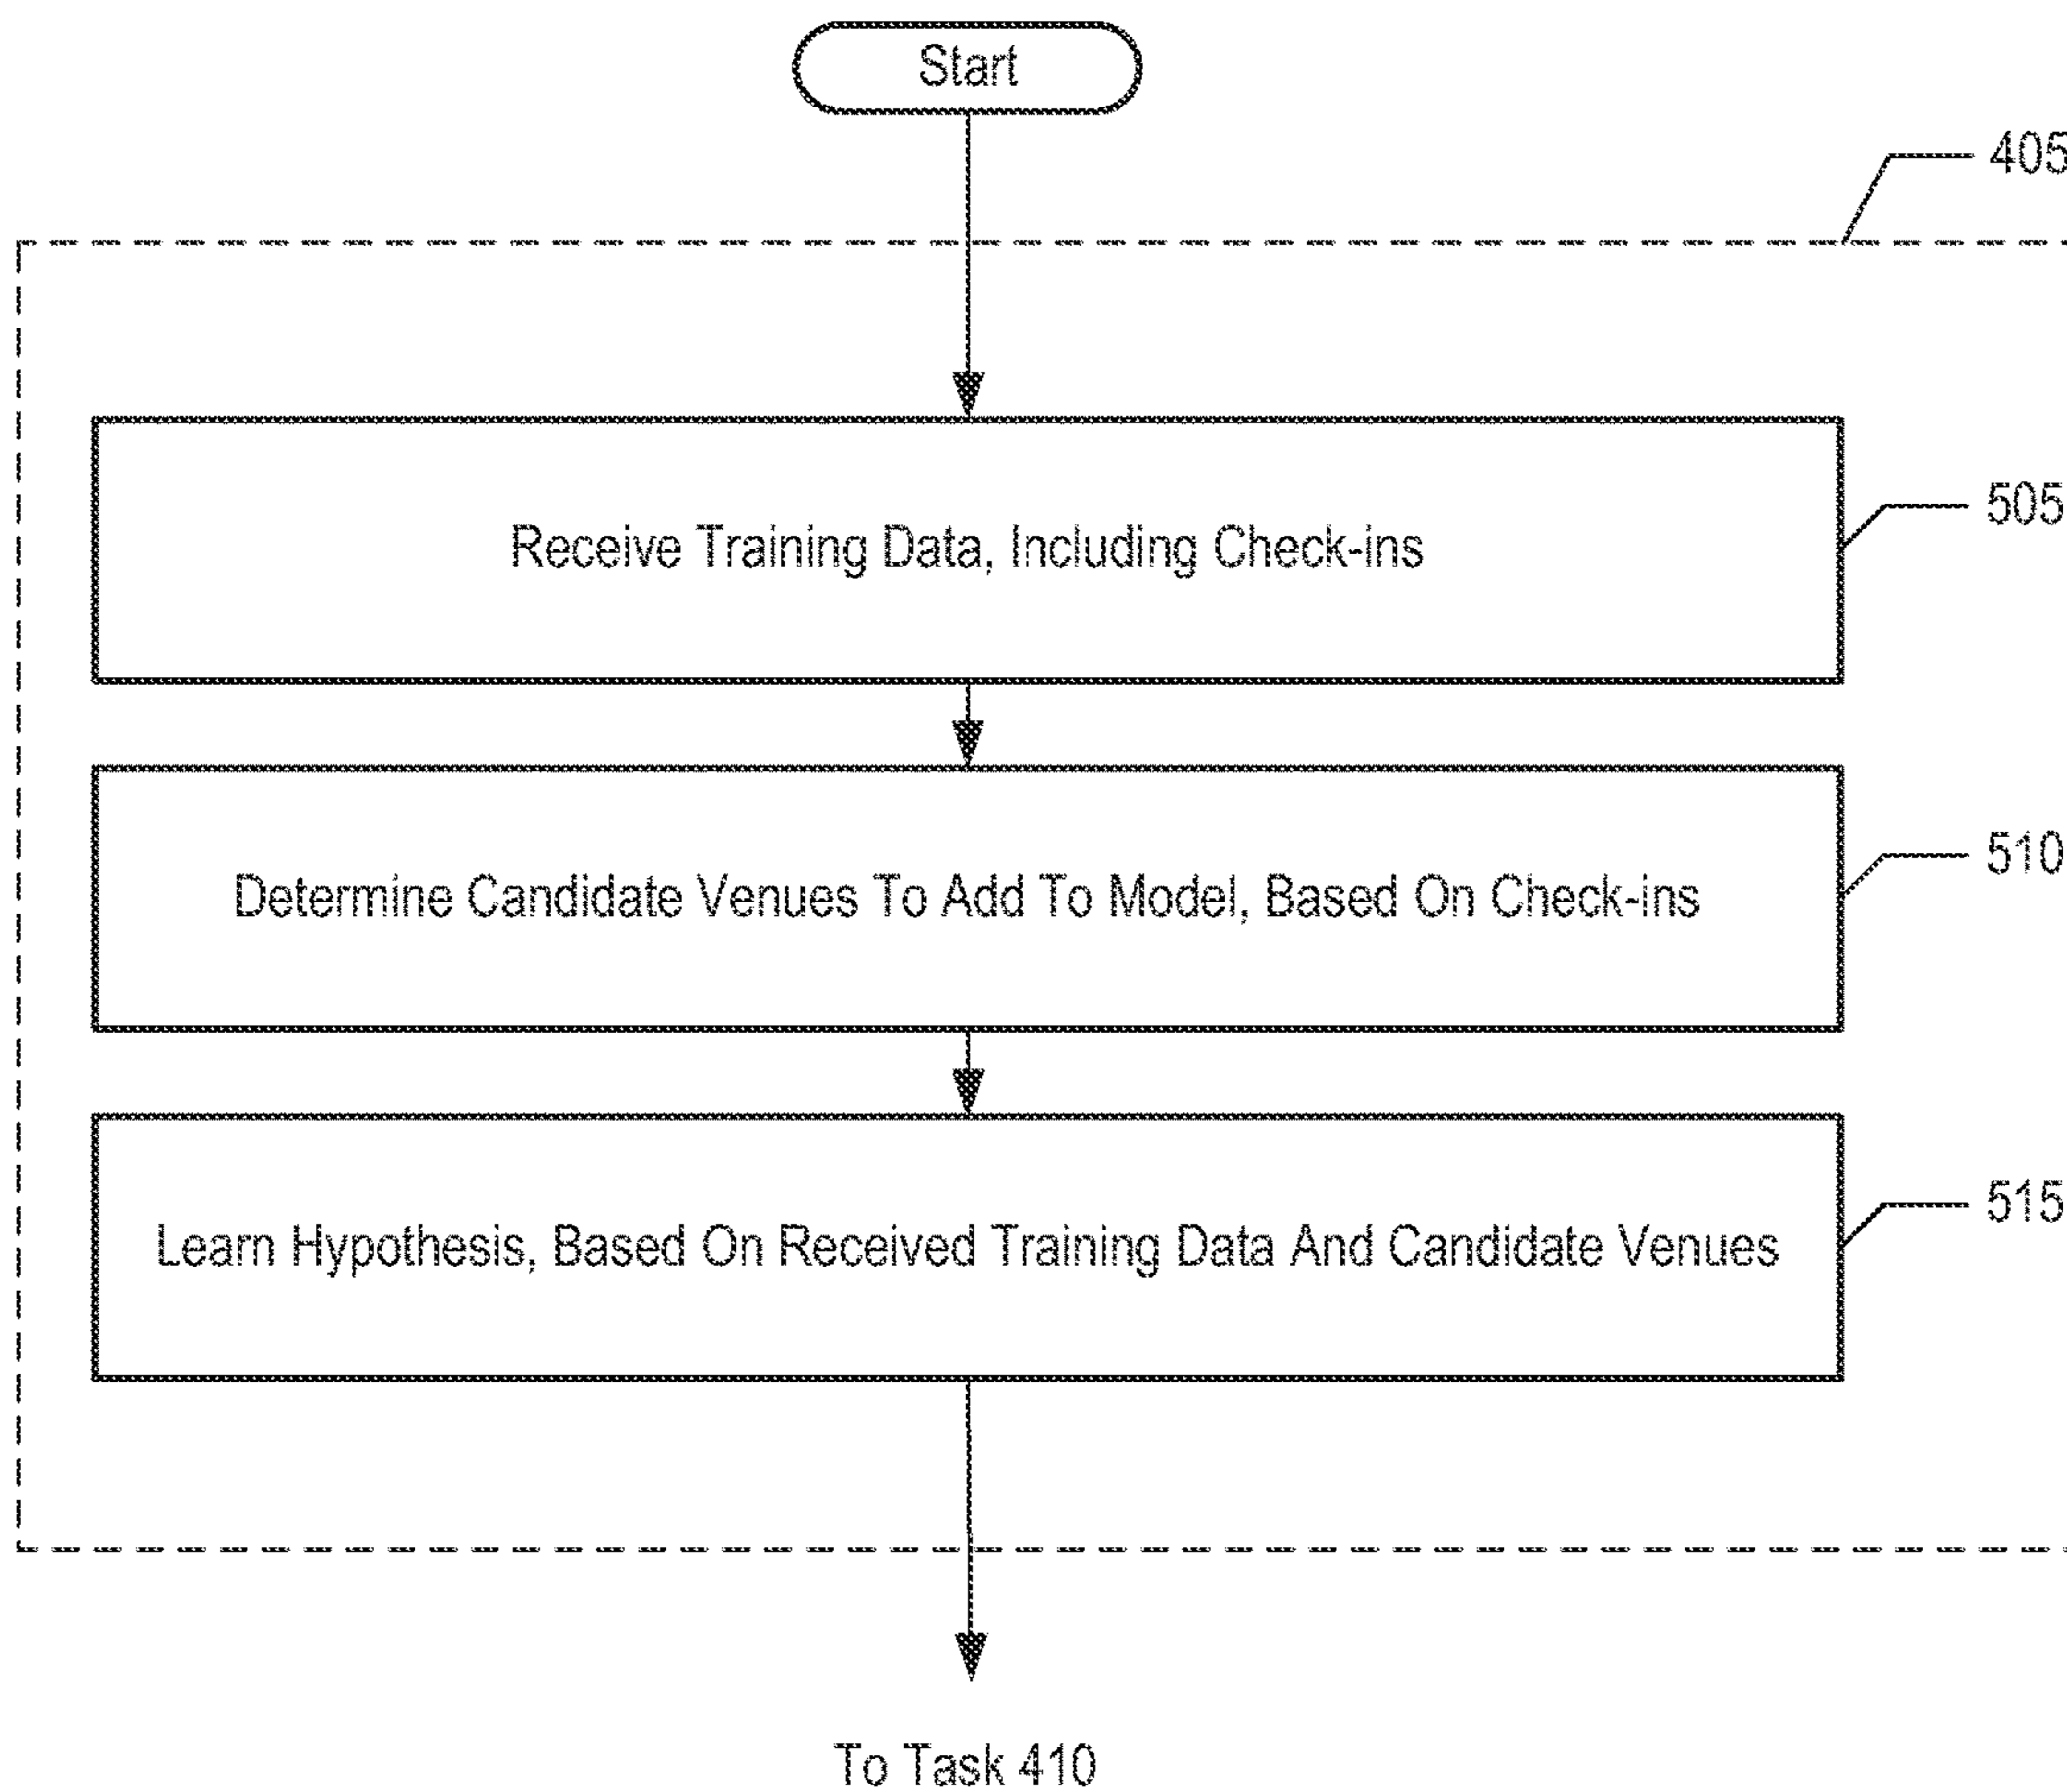 Start
405
Receive Training Data, Including Check-ins
505
Determine Candidate Venues To Add To Model, Based On Check-ins
510
Learn Hypothesis, Based On Received Training Data And Candidate Venues
515
To Task 410